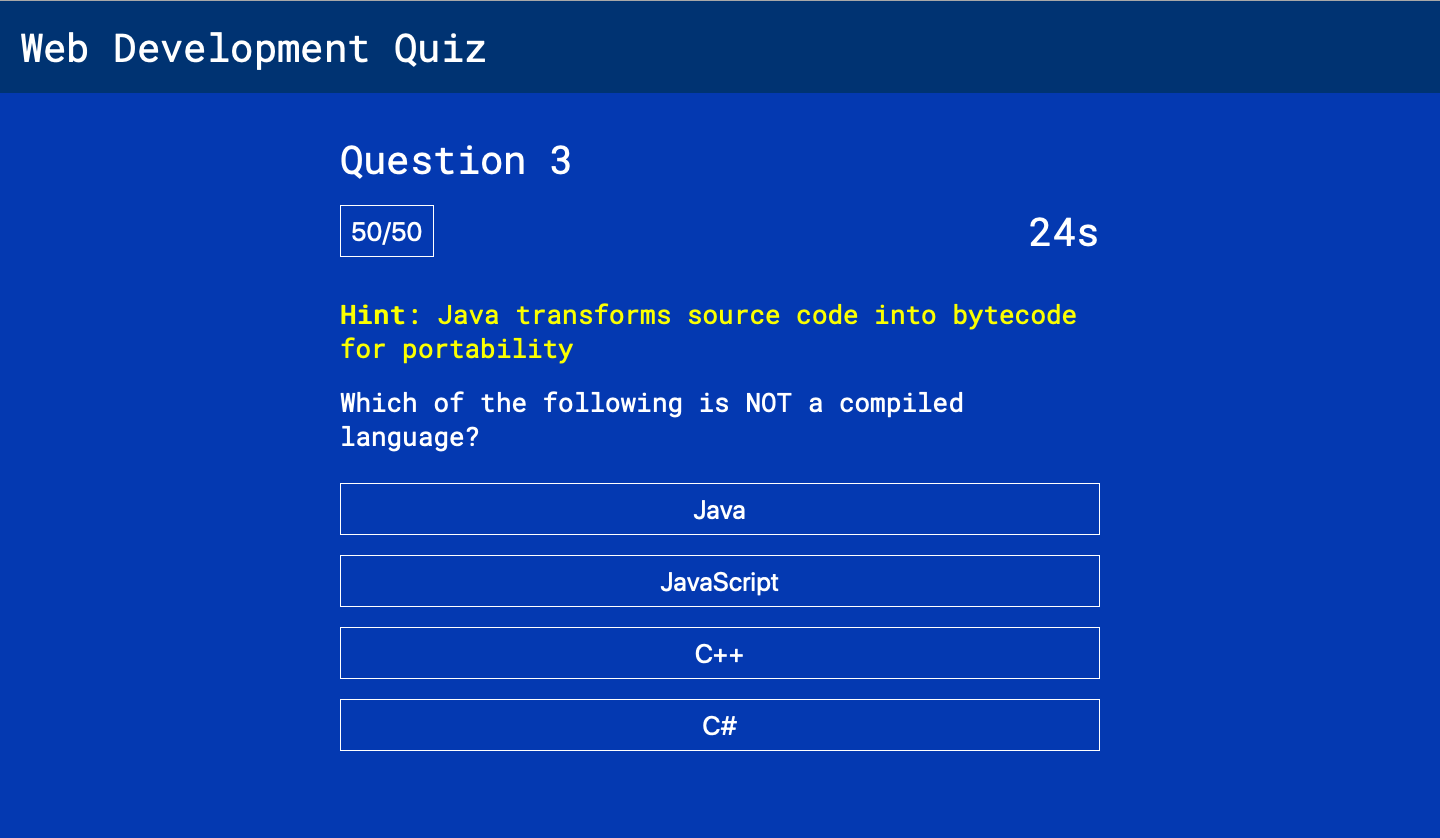 Web Development Quiz
Question 3
50/50
24s
Hint: Java transforms source code into bytecode
for portability
Which of the following is NOT a compiled
language?
Java
JavaScript
C++
C#